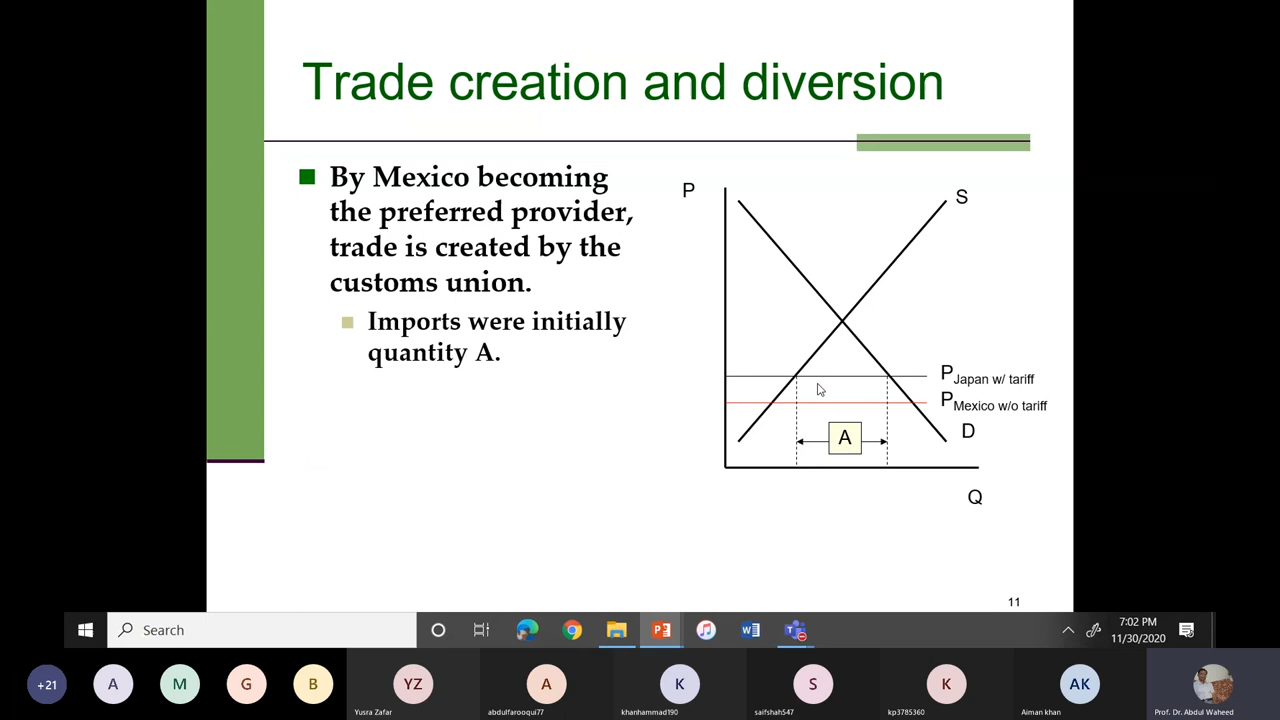 Trade creation and diversion
By Mexico becoming
the preferred provider,
trade is created by the
customs union.
Imports were initially
quantity A.
P
S
P Japan w/ tariff
P Mexico w/o tariff
D
A
Q
11
Search
7:02 PM
11/30/2020
+21
A
M
G
B
YZ
A
K
S
K
AK
Yusra Zafar
abdulfarooqui77
khanhammad190
saifshah547
kp3785360
Aiman khan
Prof. Dr. Abdul Waheed